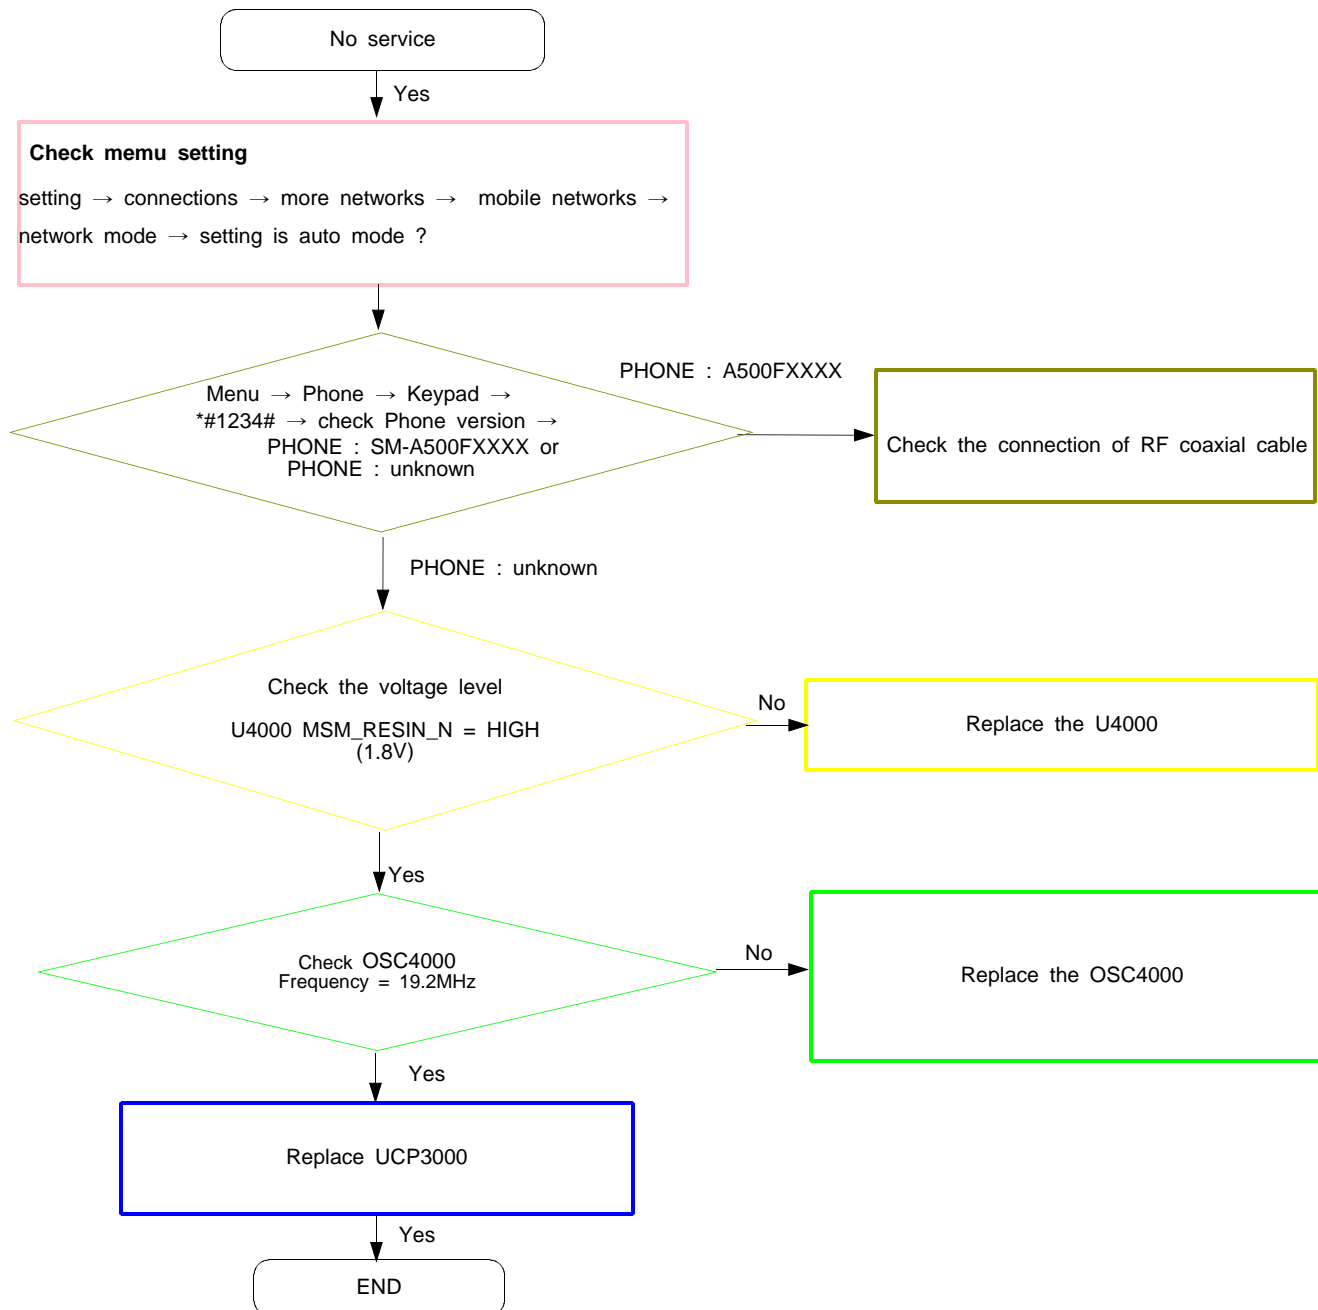 No service
Yes
Check memu setting
setting → connections → more networks → mobile networks →
network mode → setting is auto mode ?
PHONE : A500FXXXX
Menu → Phone → Keypad →
*#1234# → check Phone version →
PHONE : SM-A500FXXXX or
PHONE : unknown
Check the connection of RF coaxial cable
PHONE : unknown
Check the voltage level
U4000 MSM_RESIN_N = HIGH
(1.8V)
No
Replace the U4000
Yes
Check OSC4000
Frequency = 19.2MHz
No
Replace the OSC4000
Yes
Replace UCP3000
Yes
END